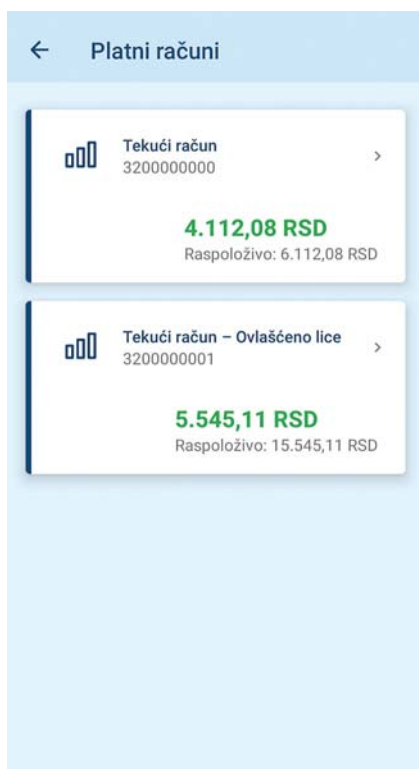 Platni računi
Tekući račun
3200000000
4.112,08 RSD
Raspoloživo: 6.112,08 RSD
Tekući račun – Ovlašćeno lice
3200000001
5.545,11 RSD
Raspoloživo: 15.545,11 RSD